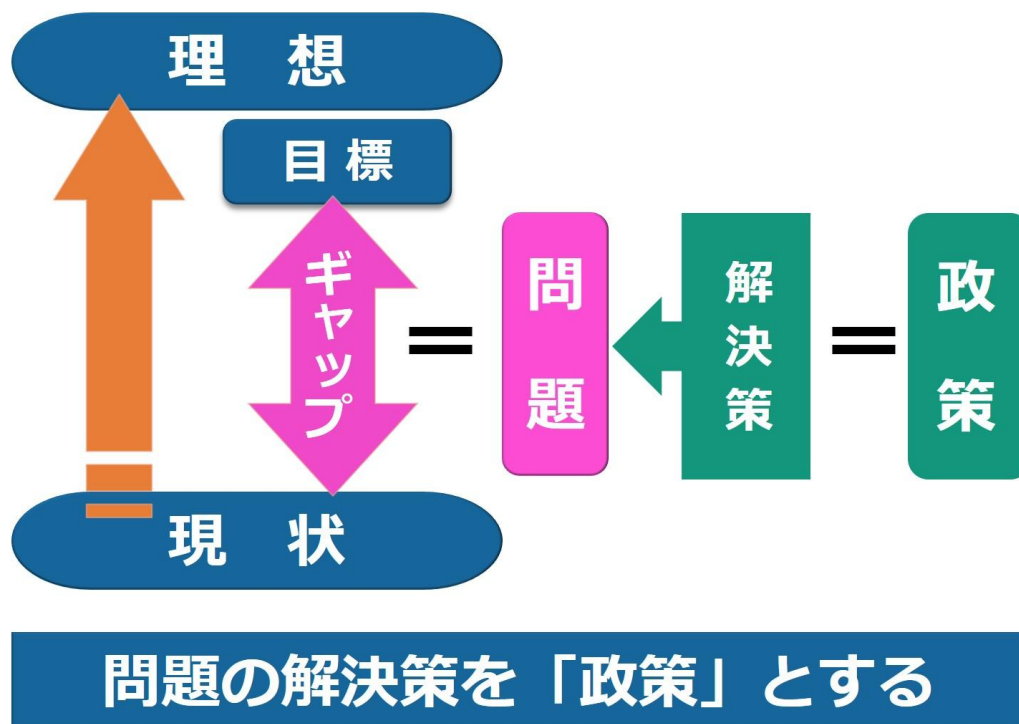 理　想
目 標
ギャップ
＝
問題
解決策
＝
政策
現　状
問題の解決策を「政策」とする